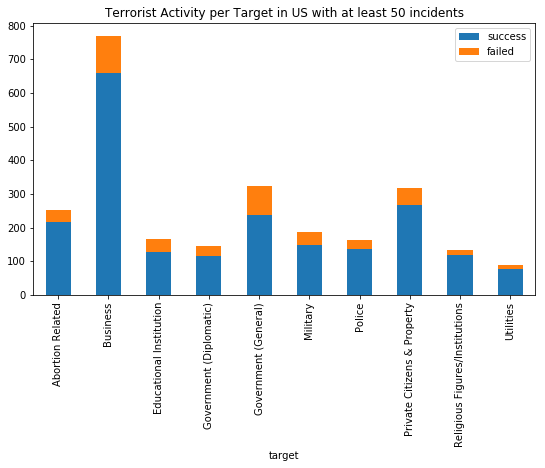 Terrorist Activity per Target in US with at least 50 incidents
success
failed
800
700
600
500
400
300
200
100
0
Abortion Related
Business
Educational Institution
Government (Diplomatic)
Government (General)
Military
Police
Private Citizens & Property
Religious Figures/Institutions
Utilities
target